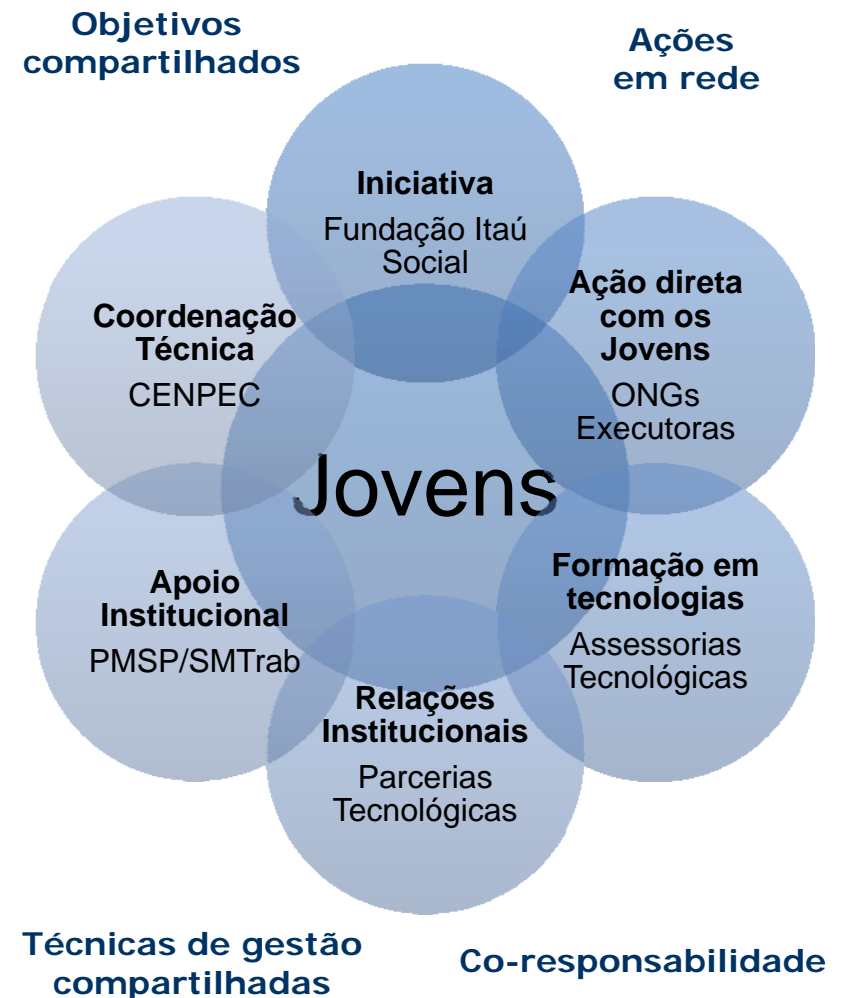 Objetivos
compartilhados
Ações
em rede
Iniciativa
Fundação Itaú
Social
Ação direta
com os
Jovens
ONGs
Executoras
Coordenação
Técnica
CENPEC
Jovens
Formação em
tecnologias
Assessorias
Tecnológicas
Apoio
Institucional
PMSP/SMTrab
Relações
Institucionais
Parcerias
Tecnológicas
Técnicas de gestão
compartilhadas
Co-responsabilidade